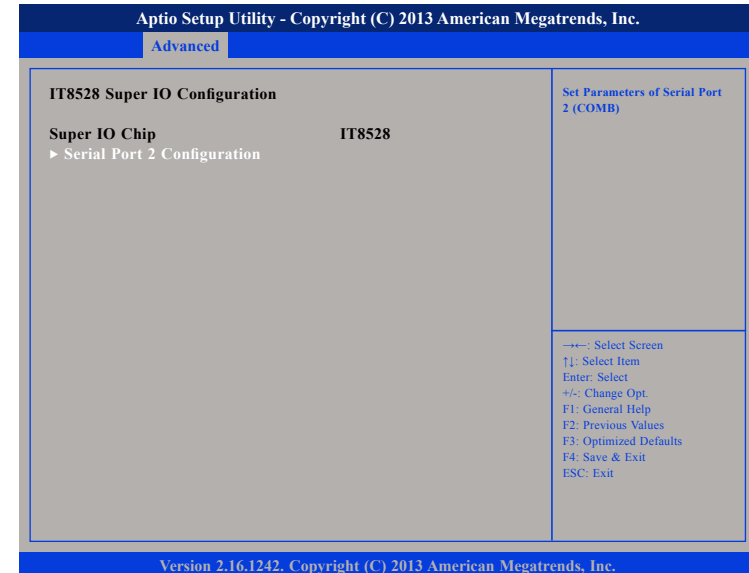 Aptio Setup Utility - Copyright (C) 2013 American Megatrends, Inc.
Advanced
IT8528 Super IO Configuration
Super IO Chip IT8528
▶ Serial Port 2 Configuration
Set Parameters of Serial Port
2 (COMB)
→←: Select Screen
↑↓: Select Item
Enter: Select
+/-: Change Opt.
F1: General Help
F2: Previous Values
F3: Optimized Defaults
F4: Save & Exit
ESC: Exit
Version 2.16.1242. Copyright (C) 2013 American Megatrends, Inc.